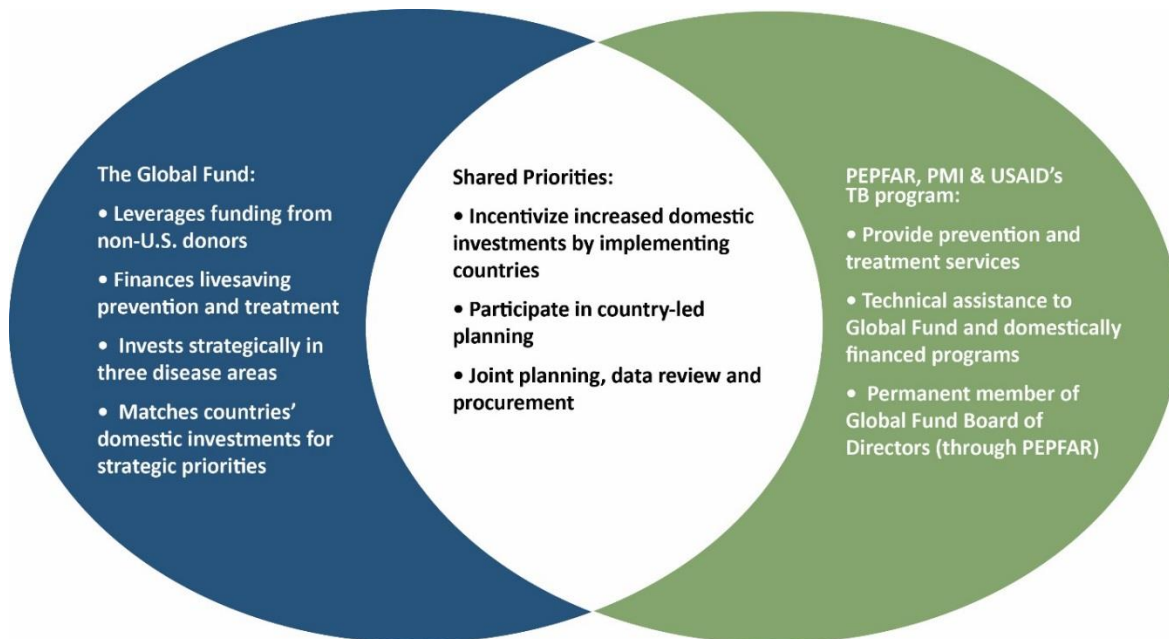 The Global Fund:
• Leverages funding from
non-U.S. donors
• Finances livesaving
prevention and treatment
• Invests strategically in
three disease areas
• Matches countries’
domestic investments for
strategic priorities
Shared Priorities:
• Incentivize increased domestic
investments by implementing
countries
• Participate in country-led
planning
• Joint planning, data review and
procurement
PEPFAR, PMI & USAID’s
TB program:
• Provide prevention and
treatment services
• Technical assistance to
Global Fund and domestically
financed programs
• Permanent member of
Global Fund Board of
Directors (through PEPFAR)